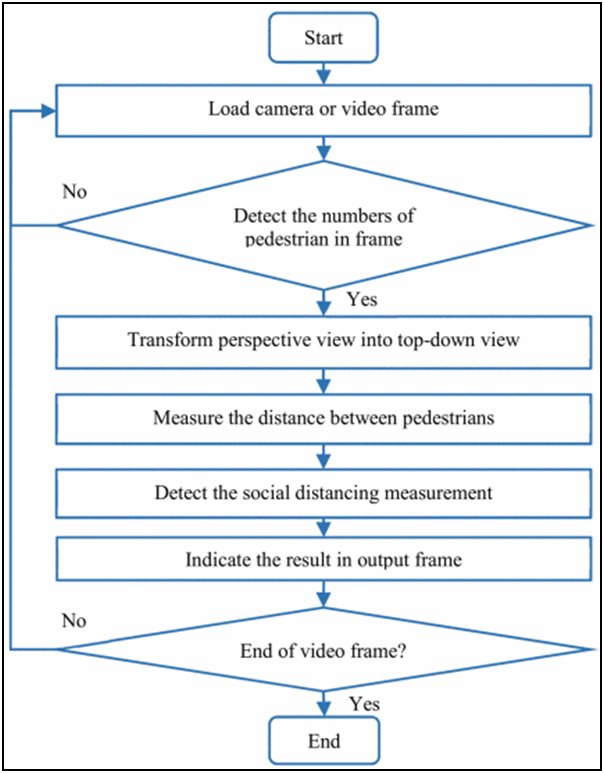 Start
Load camera or video frame
No
Detect the numbers of
pedestrian in frame
Yes
Transform perspective view into top-down view
Measure the distance between pedestrians
Detect the social distancing measurement
Indicate the result in output frame
No
End of video frame?
Yes
End